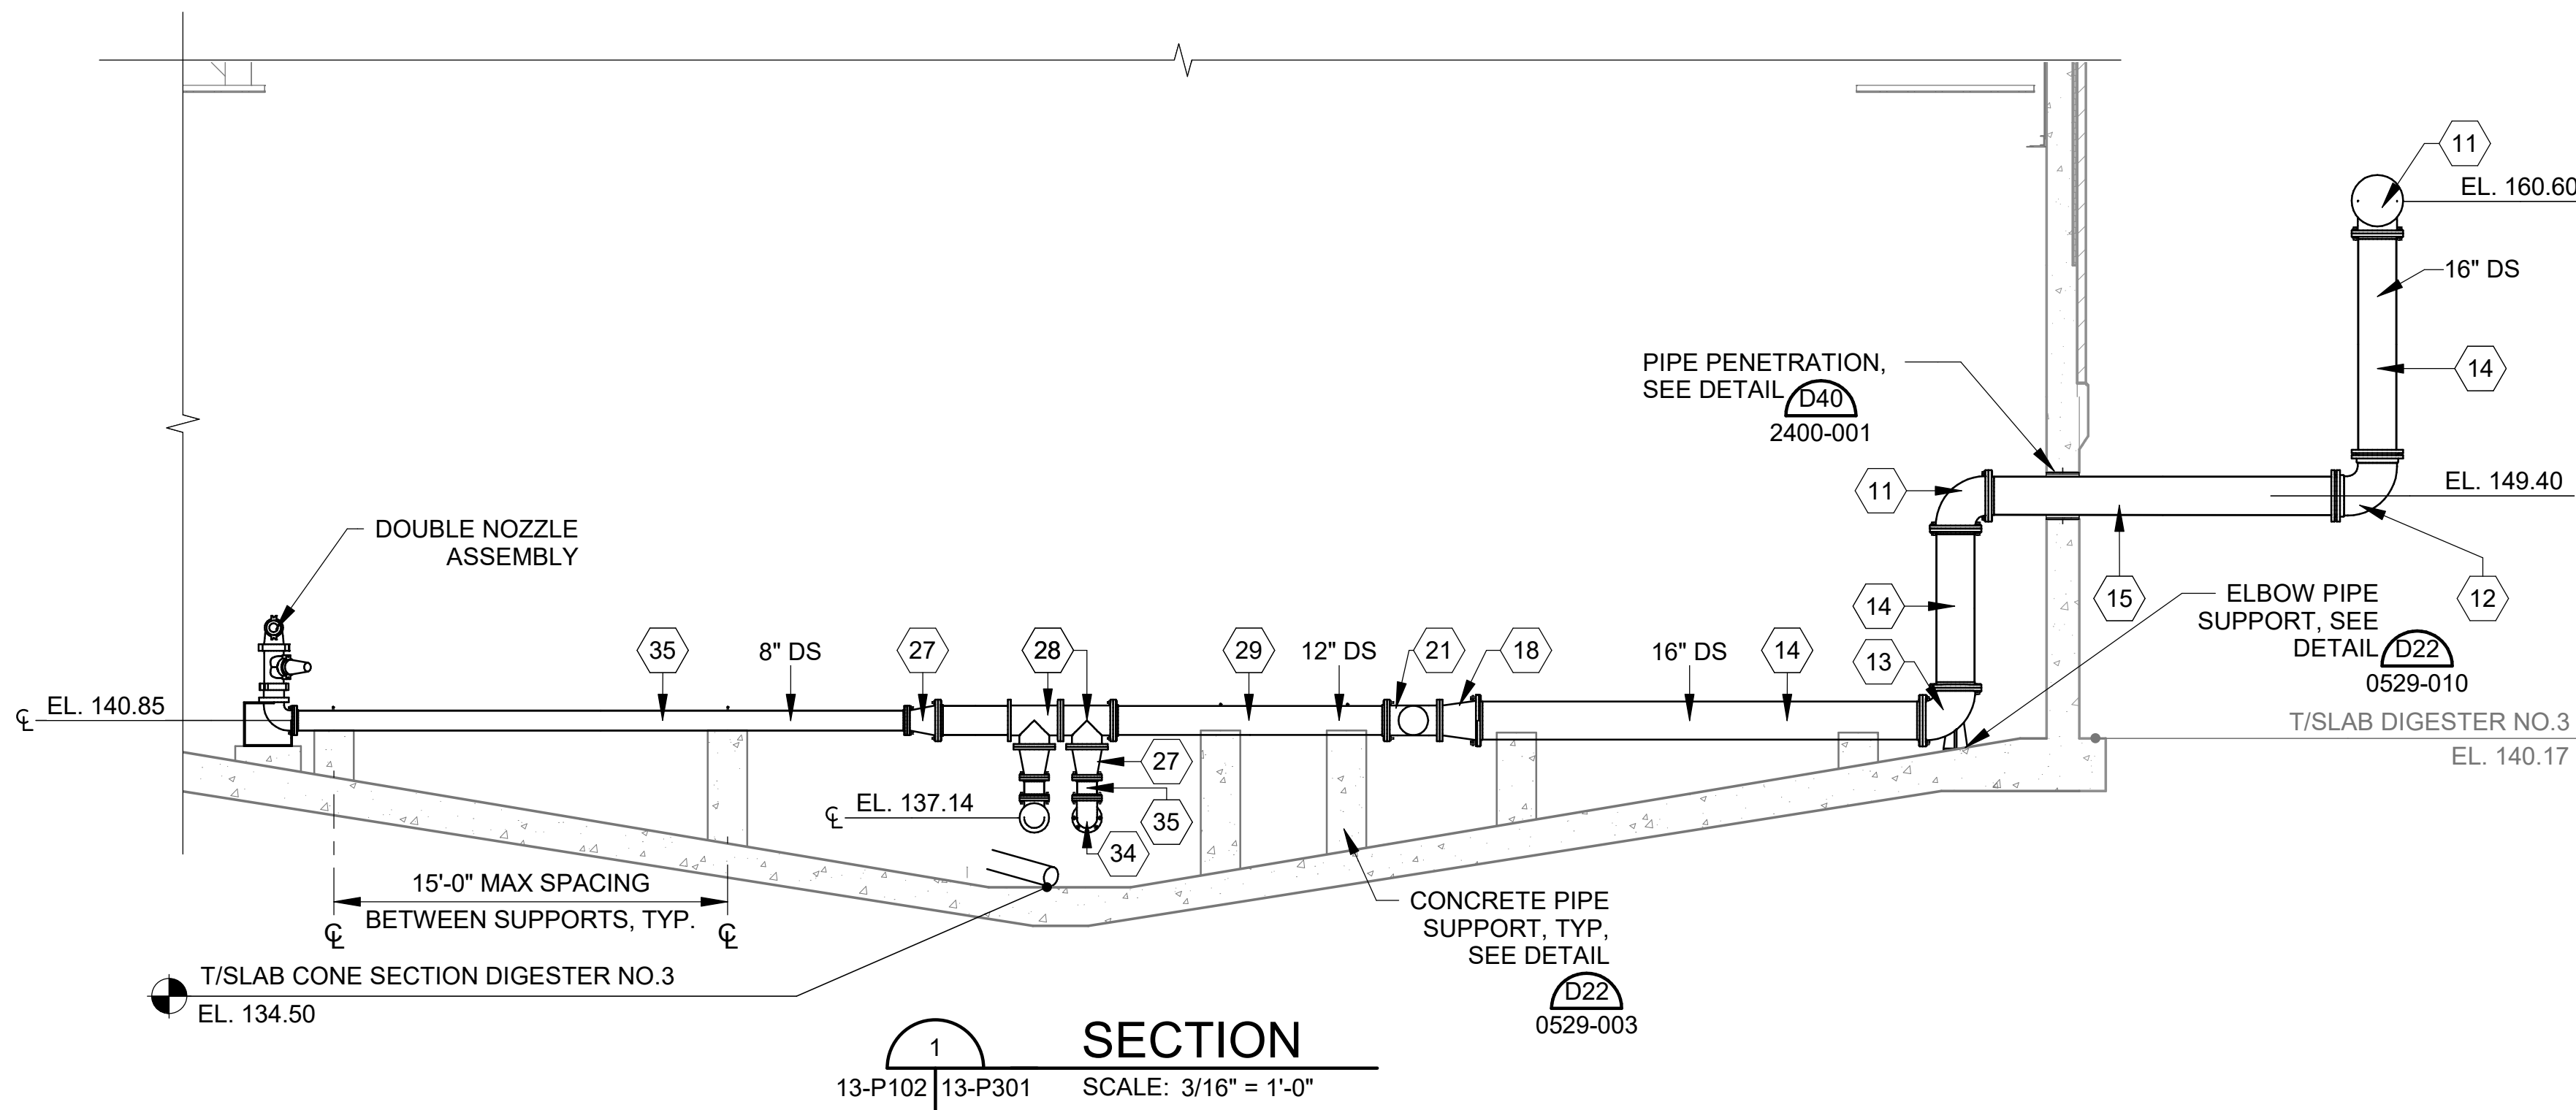 11
EL. 160.60
16" DS
14
PIPE PENETRATION,
SEE DETAIL
D40
2400-001
11
EL. 149.40
DOUBLE NOZZLE
ASSEMBLY
14
15
12
ELBOW PIPE
SUPPORT, SEE
DETAIL
D22
0529-010
35
8" DS
27
28
29
12" DS
21
18
16" DS
14
13
℄ EL. 140.85
T/SLAB DIGESTER NO.3
EL. 140.17
27
℄ EL. 137.14
35
34
15'-0" MAX SPACING
BETWEEN SUPPORTS, TYP.
℄ ℄
CONCRETE PIPE
SUPPORT, TYP,
SEE DETAIL
D22
0529-003
T/SLAB CONE SECTION DIGESTER NO.3
EL. 134.50
1
SECTION
13-P102 13-P301
SCALE: 3/16" = 1'-0"